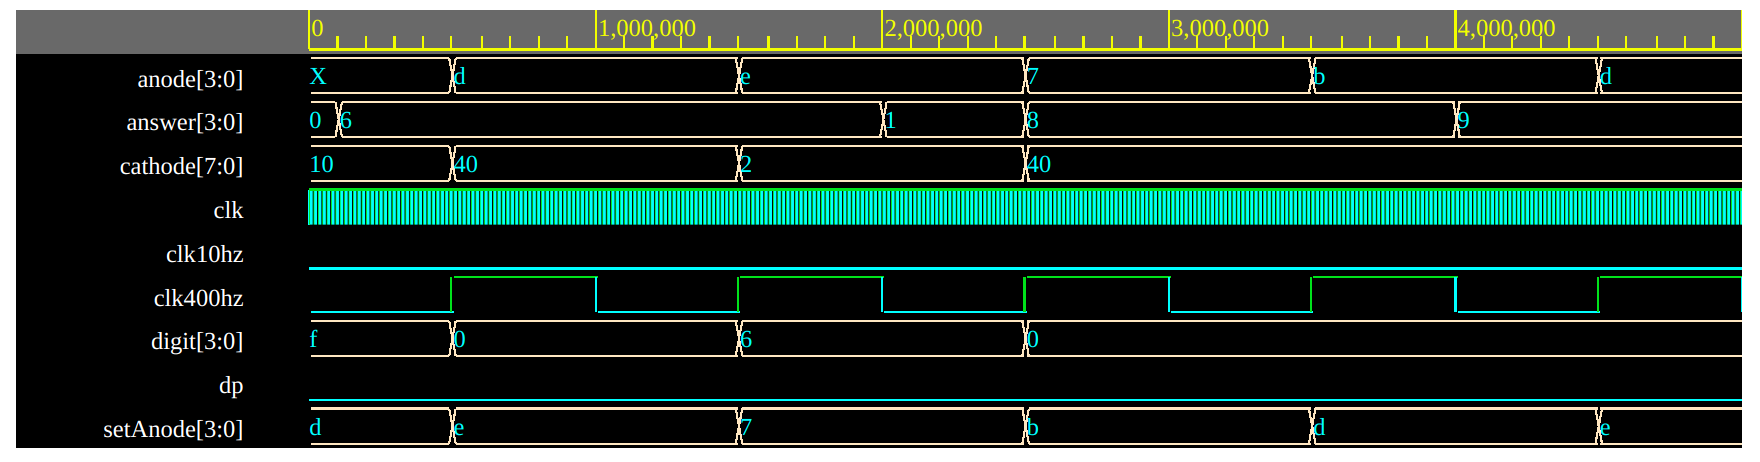 0 1,000,000 2,000,000 3,000,000 4,000,000
anode[3:0] X d e 7 b d
answer[3:0] 0 6 1 8 9
cathode[7:0] 10 40 2 40
clk
clk10hz
clk400hz
digit[3:0] f 0 6 0
dp
setAnode[3:0] d e 7 b d e